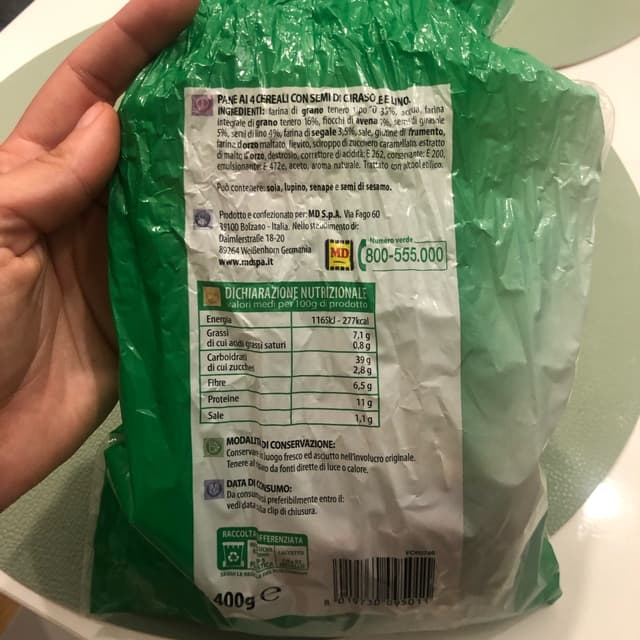 PANE AI 4 CEREALI CON SEMI DI GIRASOLE E LINO.
INGREDIENTI: farina di grano tenero tipo "0" 33%, acqua, farina
integrale di grano tenero 16%, fiocchi di avena semi di girasole
5%, semi di lino 4%, farina di segale 3,5%, sale, glutine di frumento,
farina d'orzo maltato, lievito, sciroppo di zucchero caramellato, estratto
di malto d'orzo, destrosio, correttore di acidità: E 262, conservante: E 200,
emulsionante: E 472e, aceto, aroma naturale. Trattato con alcool etilico.
Può contenere: soia, lupino, senape e semi di sesamo.
Prodotto e confezionato per: MD S.p.A. Via Fago 60
39100 Bolzano - Italia. Nello stabilimento di:
Daimlerstraße 18-20
89264 Weißenhorn Germania
www.mdspa.it
MD
Numero verde
800-555.000
DICHIARAZIONE NUTRIZIONALE
valori medi per 100g di prodotto
Energia 1165kJ - 277kcal
Grassi 7,1 g
di cui acidi grassi saturi 0,8 g
Carboidrati 39 g
di cui zuccheri 2,8 g
Fibre 6,5 g
Proteine 11 g
Sale 1,1 g
MODALITÀ DI CONSERVAZIONE:
Conservare in luogo fresco ed asciutto nell'involucro originale.
Tenere al riparo da fonti dirette di luce o calore.
DATA DI CONSUMO:
Da consumarsi preferibilmente entro il:
vedi data sulla clip di chiusura.
RACCOLTA DIFFERENZIATA
400g e